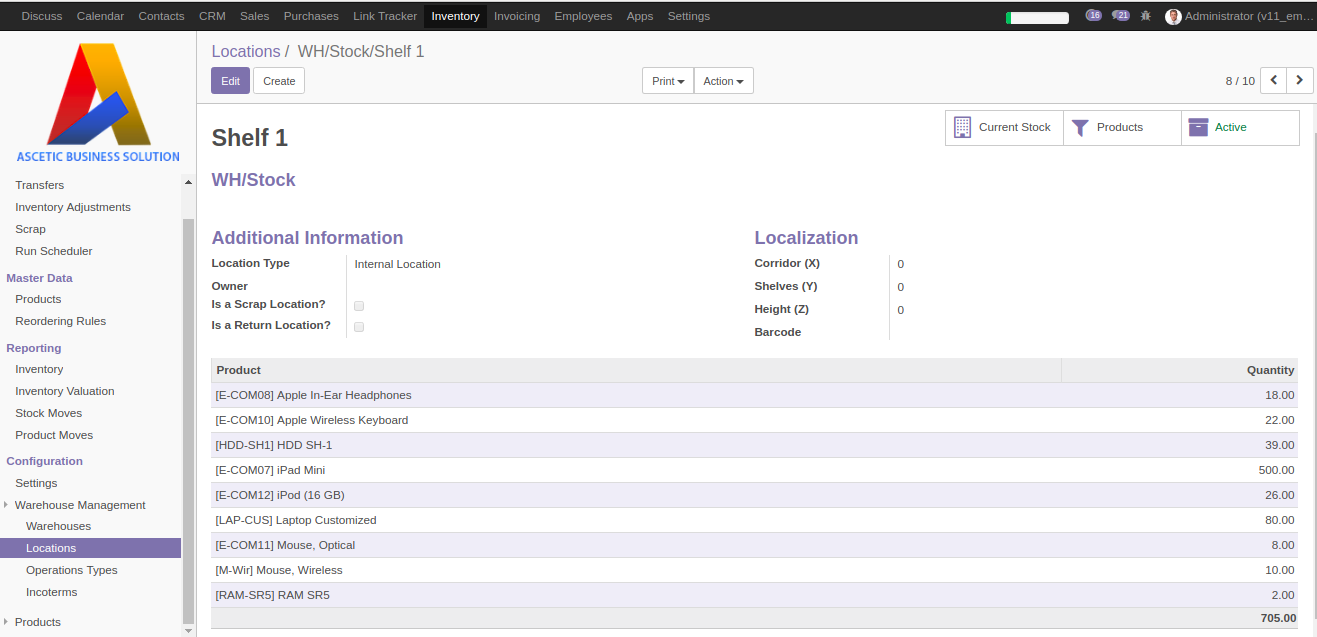 Discuss Calendar Contacts CRM Sales Purchases Link Tracker Inventory Invoicing Employees Apps Settings 16 21 Administrator (v11_em...
ASCETIC BUSINESS SOLUTION
Transfers
Inventory Adjustments
Scrap
Run Scheduler
Master Data
Products
Reordering Rules
Reporting
Inventory
Inventory Valuation
Stock Moves
Product Moves
Configuration
Settings
Warehouse Management
Warehouses
Locations
Operations Types
Incoterms
Products
Locations / WH/Stock/Shelf 1
Edit Create Print Action 8 / 10
Current Stock Products Active
Shelf 1
WH/Stock
Additional Information
Location Type Internal Location
Owner
Is a Scrap Location?
Is a Return Location?
Localization
Corridor (X) 0
Shelves (Y) 0
Height (Z) 0
Barcode
Product Quantity
[E-COM08] Apple In-Ear Headphones 18.00
[E-COM10] Apple Wireless Keyboard 22.00
[HDD-SH1] HDD SH-1 39.00
[E-COM07] iPad Mini 500.00
[E-COM12] iPod (16 GB) 26.00
[LAP-CUS] Laptop Customized 80.00
[E-COM11] Mouse, Optical 8.00
[M-Wir] Mouse, Wireless 10.00
[RAM-SR5] RAM SR5 2.00
705.00